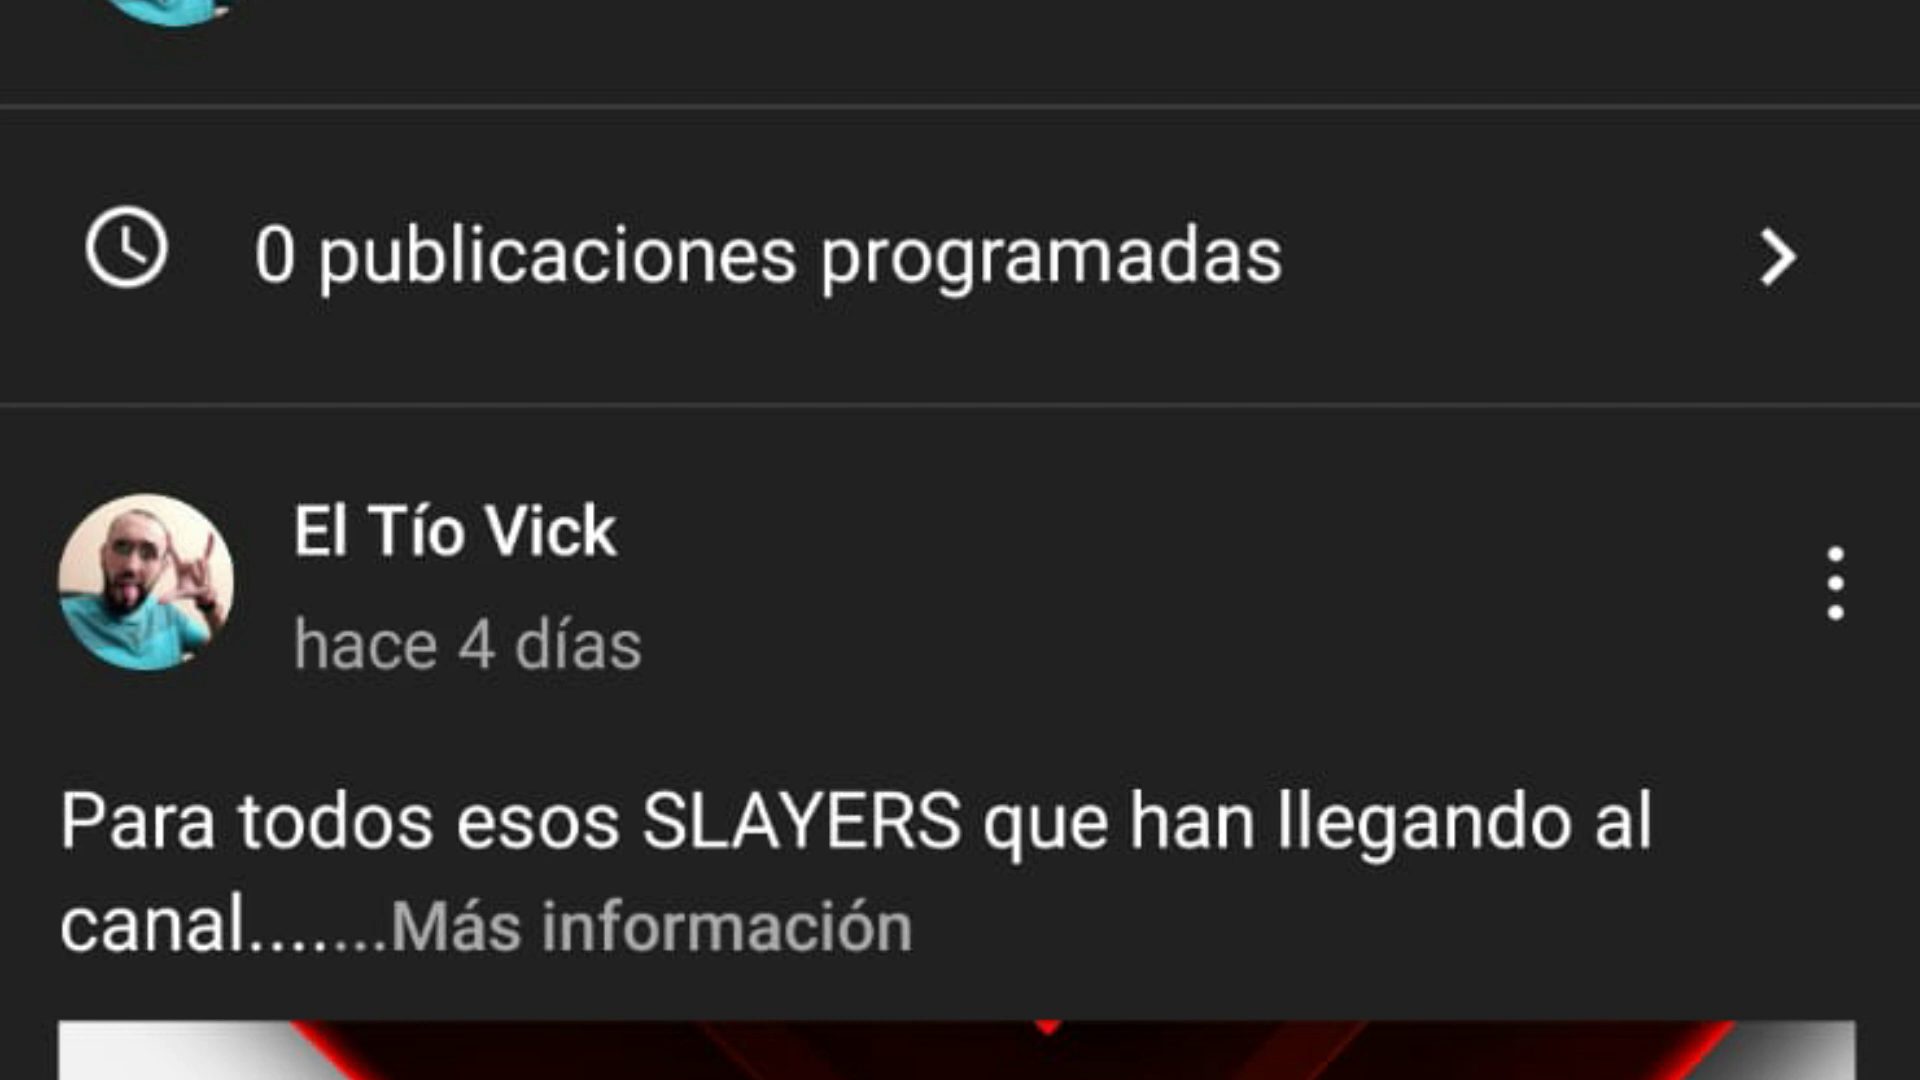 0 publicaciones programadas
El Tío Vick
hace 4 días
Para todos esos SLAYERS que han llegando al
canal.......Más información